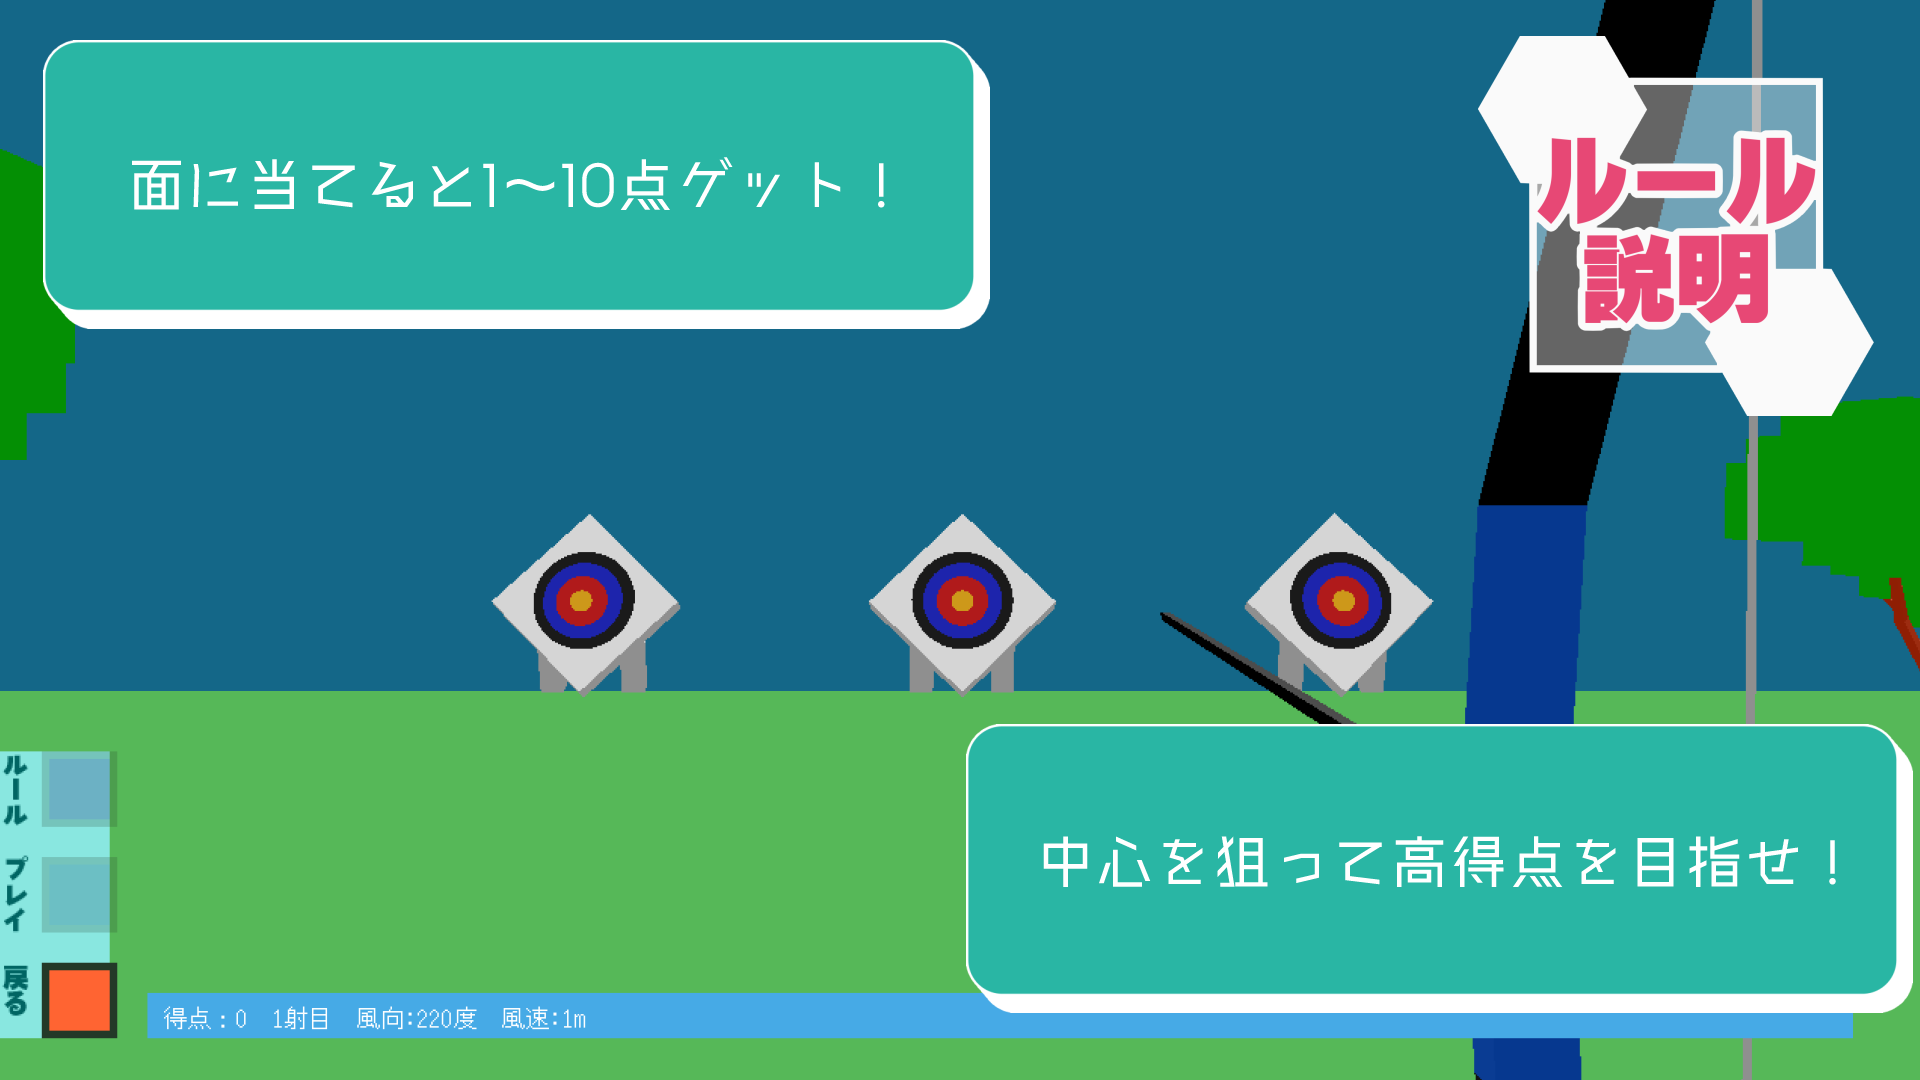 面に当てると1〜10点ゲット！
ルール
説明
中心を狙って高得点を目指せ！
ルール
プレイ
戻る
得点：0　1射目　風向:220度　風速:1m